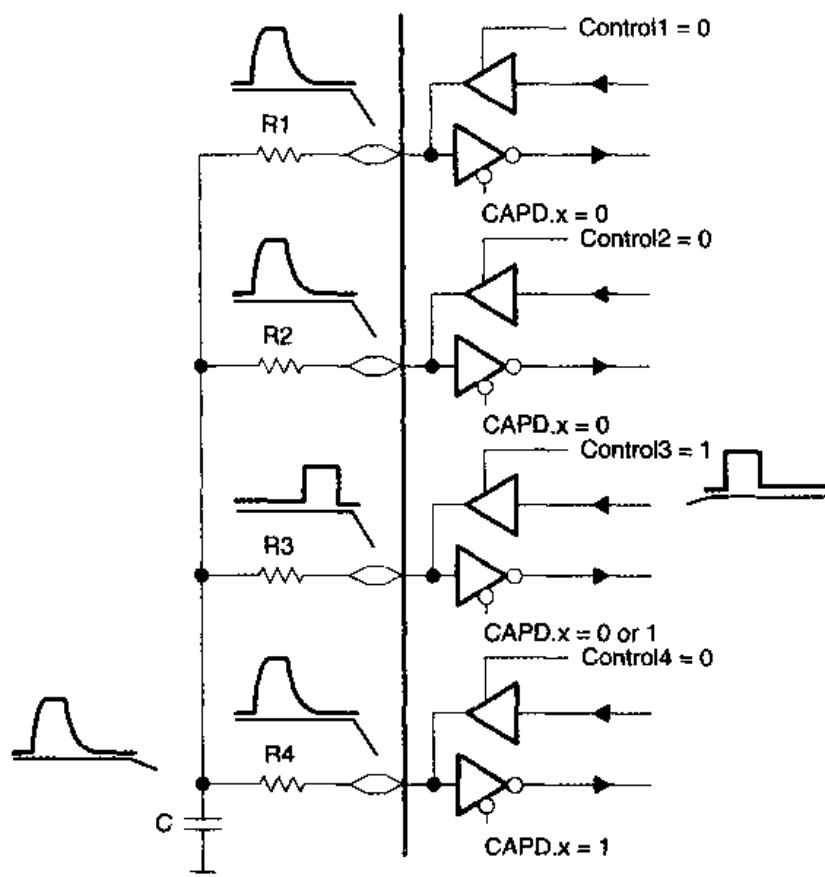 Control1 = 0
R1
CAPD.x = 0
Control2 = 0
R2
CAPD.x = 0
Control3 = 1
R3
CAPD.x = 0 or 1
Control4 = 0
R4
C
CAPD.x = 1